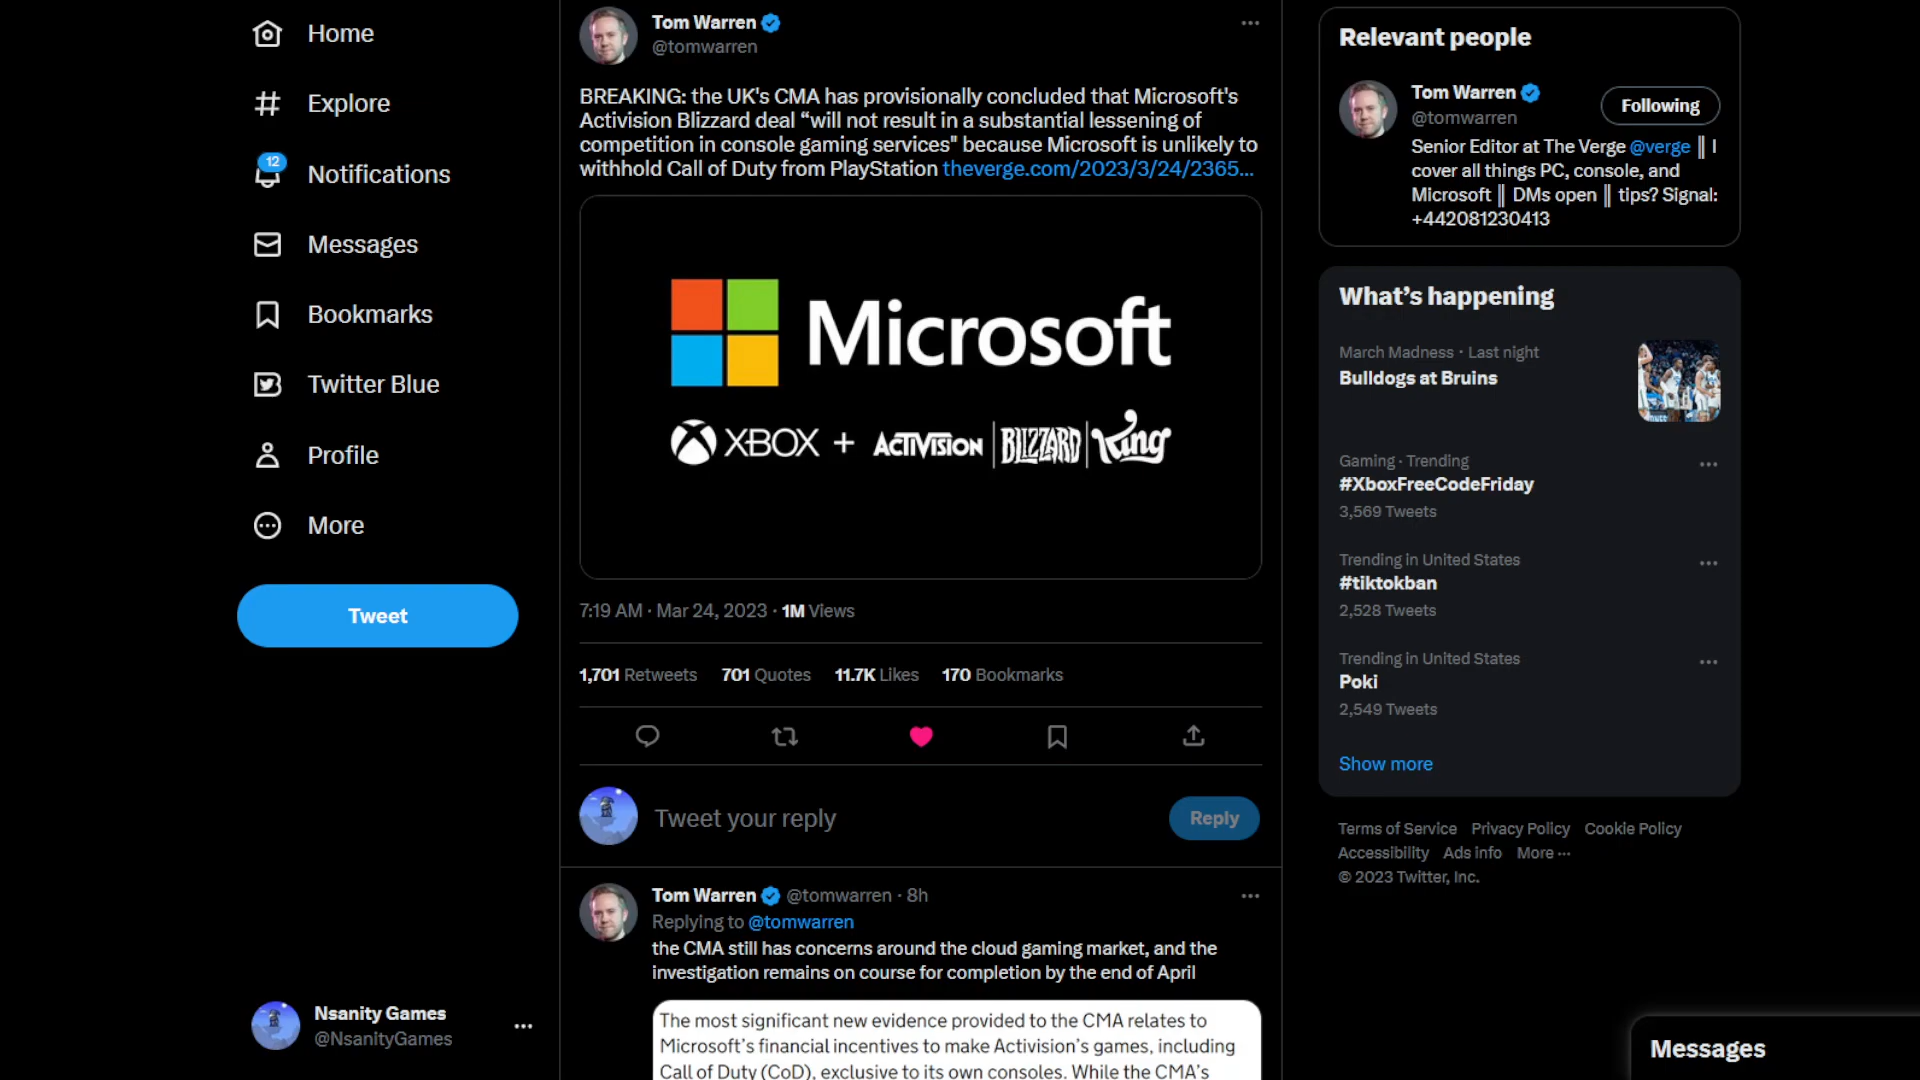 Home
Explore
12
Notifications
Messages
Bookmarks
Twitter Blue
Profile
More
Tweet
Nsanity Games
@NsanityGames
Tom Warren
@tomwarren
BREAKING: the UK's CMA has provisionally concluded that Microsoft's
Activision Blizzard deal “will not result in a substantial lessening of
competition in console gaming services" because Microsoft is unlikely to
withhold Call of Duty from PlayStation theverge.com/2023/3/24/2365...
Microsoft
XBOX + ACTIVISION | BLIZZARD | King
7:19 AM · Mar 24, 2023 · 1M Views
1,701 Retweets 701 Quotes 11.7K Likes 170 Bookmarks
Tweet your reply
Reply
Tom Warren @tomwarren · 8h
Replying to @tomwarren
the CMA still has concerns around the cloud gaming market, and the
investigation remains on course for completion by the end of April
The most significant new evidence provided to the CMA relates to
Microsoft’s financial incentives to make Activision’s games, including
Call of Duty (CoD), exclusive to its own consoles. While the CMA’s
Relevant people
Tom Warren
@tomwarren
Following
Senior Editor at The Verge @verge || I
cover all things PC, console, and
Microsoft || DMs open || tips? Signal:
+442081230413
What’s happening
March Madness · Last night
Bulldogs at Bruins
Gaming · Trending
#XboxFreeCodeFriday
3,569 Tweets
Trending in United States
#tiktokban
2,528 Tweets
Trending in United States
Poki
2,549 Tweets
Show more
Terms of Service Privacy Policy Cookie Policy
Accessibility Ads info More ...
© 2023 Twitter, Inc.
Messages